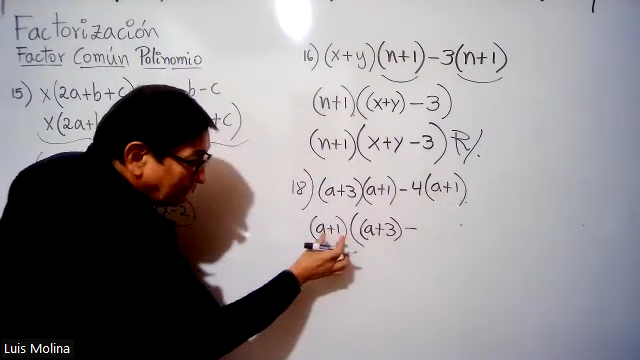 Factorización
Factor Común Polinomio
15) x(2a+b+c) b-c
x(2a+b +c)
-2)
16) (x+y)(n+1)-3(n+1)
(n+1)((x+y)-3)
(n+1)(x+y-3) R/.
18) (a+3)(a+1)-4(a+1)
(a+1)((a+3)-
Luis Molina